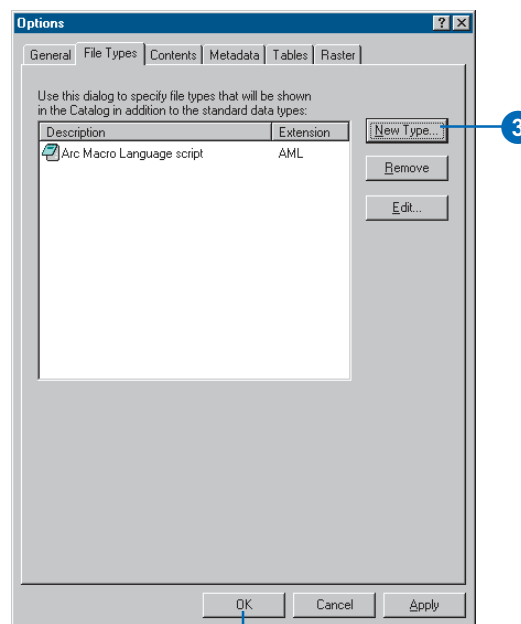 Options
General File Types Contents Metadata Tables Raster
Use this dialog to specify file types that will be shown
in the Catalog in addition to the standard data types:
Description Extension
Arc Macro Language script AML
New Type...
Remove
Edit...
3
OK Cancel Apply